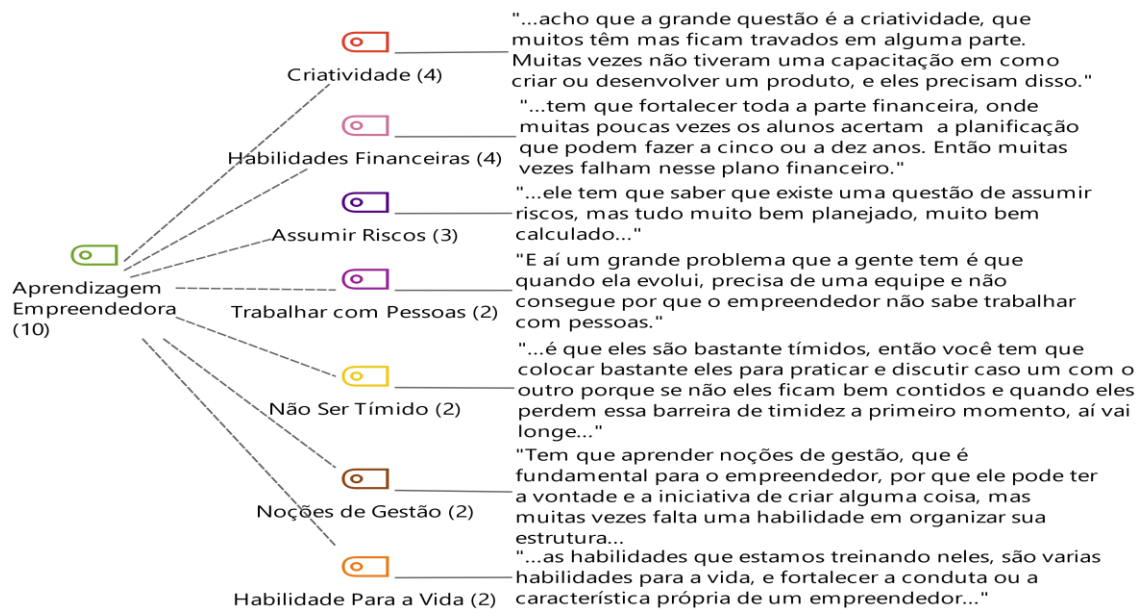 "...acho que a grande questão é a criatividade, que
muitos têm mas ficam travados em alguma parte.
Muitas vezes não tiveram uma capacitação em como
criar ou desenvolver um produto, e eles precisam disso."
Criatividade (4)
"...tem que fortalecer toda a parte financeira, onde
muitas poucas vezes os alunos acertam a planificação
que podem fazer a cinco ou a dez anos. Então muitas
vezes falham nesse plano financeiro."
Habilidades Financeiras (4)
"...ele tem que saber que existe uma questão de assumir
riscos, mas tudo muito bem planejado, muito bem
calculado..."
Assumir Riscos (3)
Aprendizagem
Empreendedora
(10)
"E aí um grande problema que a gente tem é que
quando ela evolui, precisa de uma equipe e não
consegue por que o empreendedor não sabe trabalhar
com pessoas."
Trabalhar com Pessoas (2)
"...é que eles são bastante tímidos, então você tem que
colocar bastante eles para praticar e discutir caso um com o
outro porque se não eles ficam bem contidos e quando eles
perdem essa barreira de timidez a primeiro momento, aí vai
longe..."
Não Ser Tímido (2)
"Tem que aprender noções de gestão, que é
fundamental para o empreendedor, por que ele pode ter
a vontade e a iniciativa de criar alguma coisa, mas
muitas vezes falta uma habilidade em organizar sua
estrutura...
Noções de Gestão (2)
"...as habilidades que estamos treinando neles, são varias
habilidades para a vida, e fortalecer a conduta ou a
característica própria de um empreendedor..."
Habilidade Para a Vida (2)